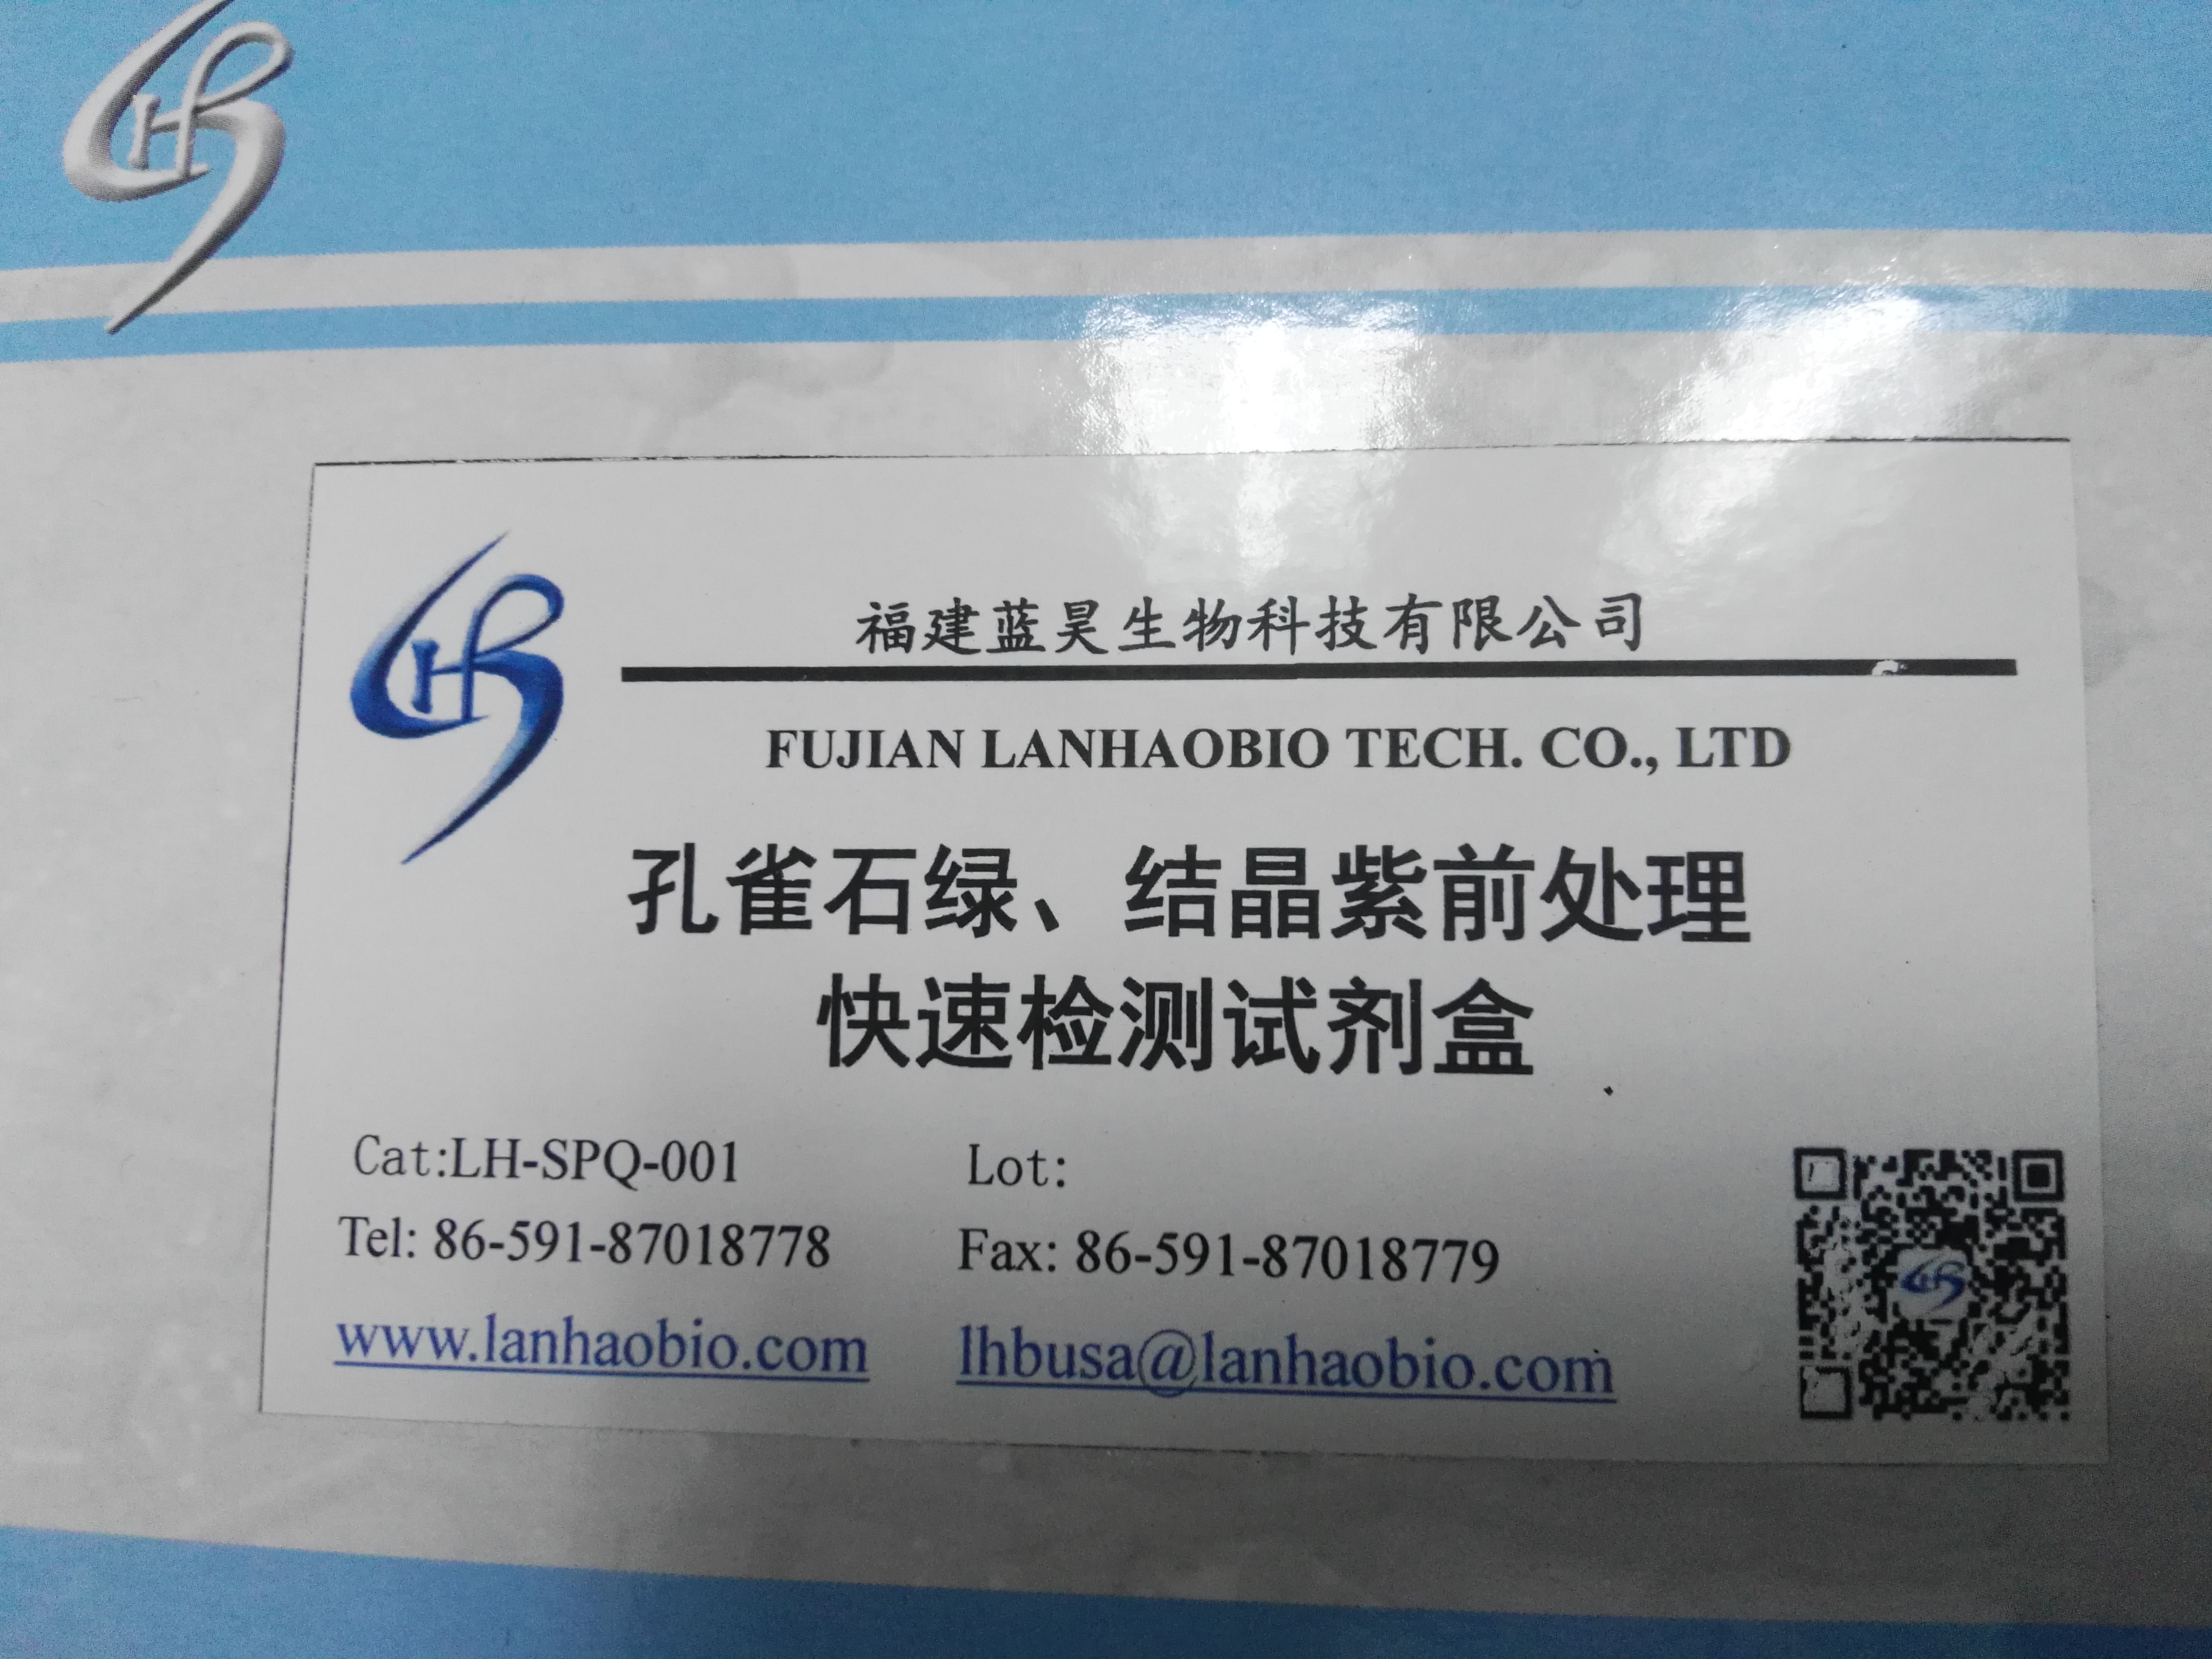 福建蓝昊生物科技有限公司
FUJIAN LANHAOBIO TECH. CO., LTD
孔雀石绿、结晶紫前处理
快速检测试剂盒
Cat:LH-SPQ-001 Lot:
Tel: 86-591-87018778 Fax: 86-591-87018779
www.lanhaobio.com lhbusa@lanhaobio.com